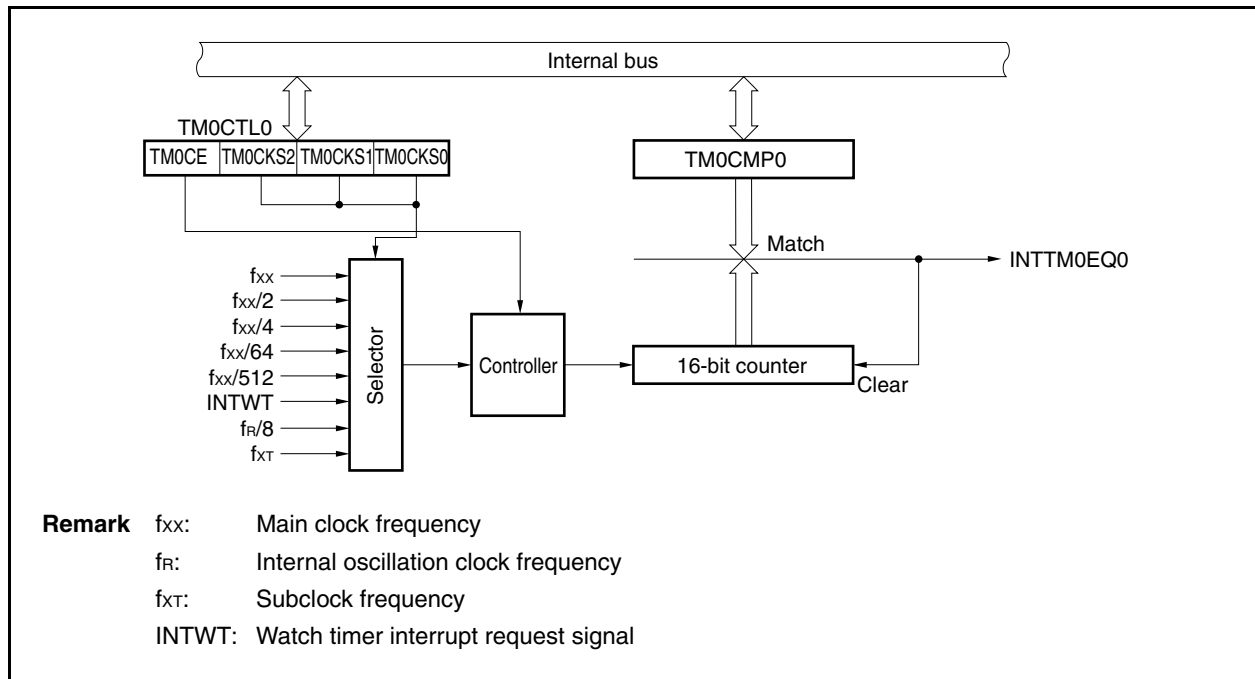 Internal bus
TM0CTL0
TM0CE TM0CKS2 TM0CKS1 TM0CKS0
TM0CMP0
Match
INTTM0EQ0
fXX
fXX/2
fXX/4
fXX/64
fXX/512
INTWT
fR/8
fXT
Selector
Controller
16-bit counter
Clear
Remark fXX: Main clock frequency
fR: Internal oscillation clock frequency
fXT: Subclock frequency
INTWT: Watch timer interrupt request signal